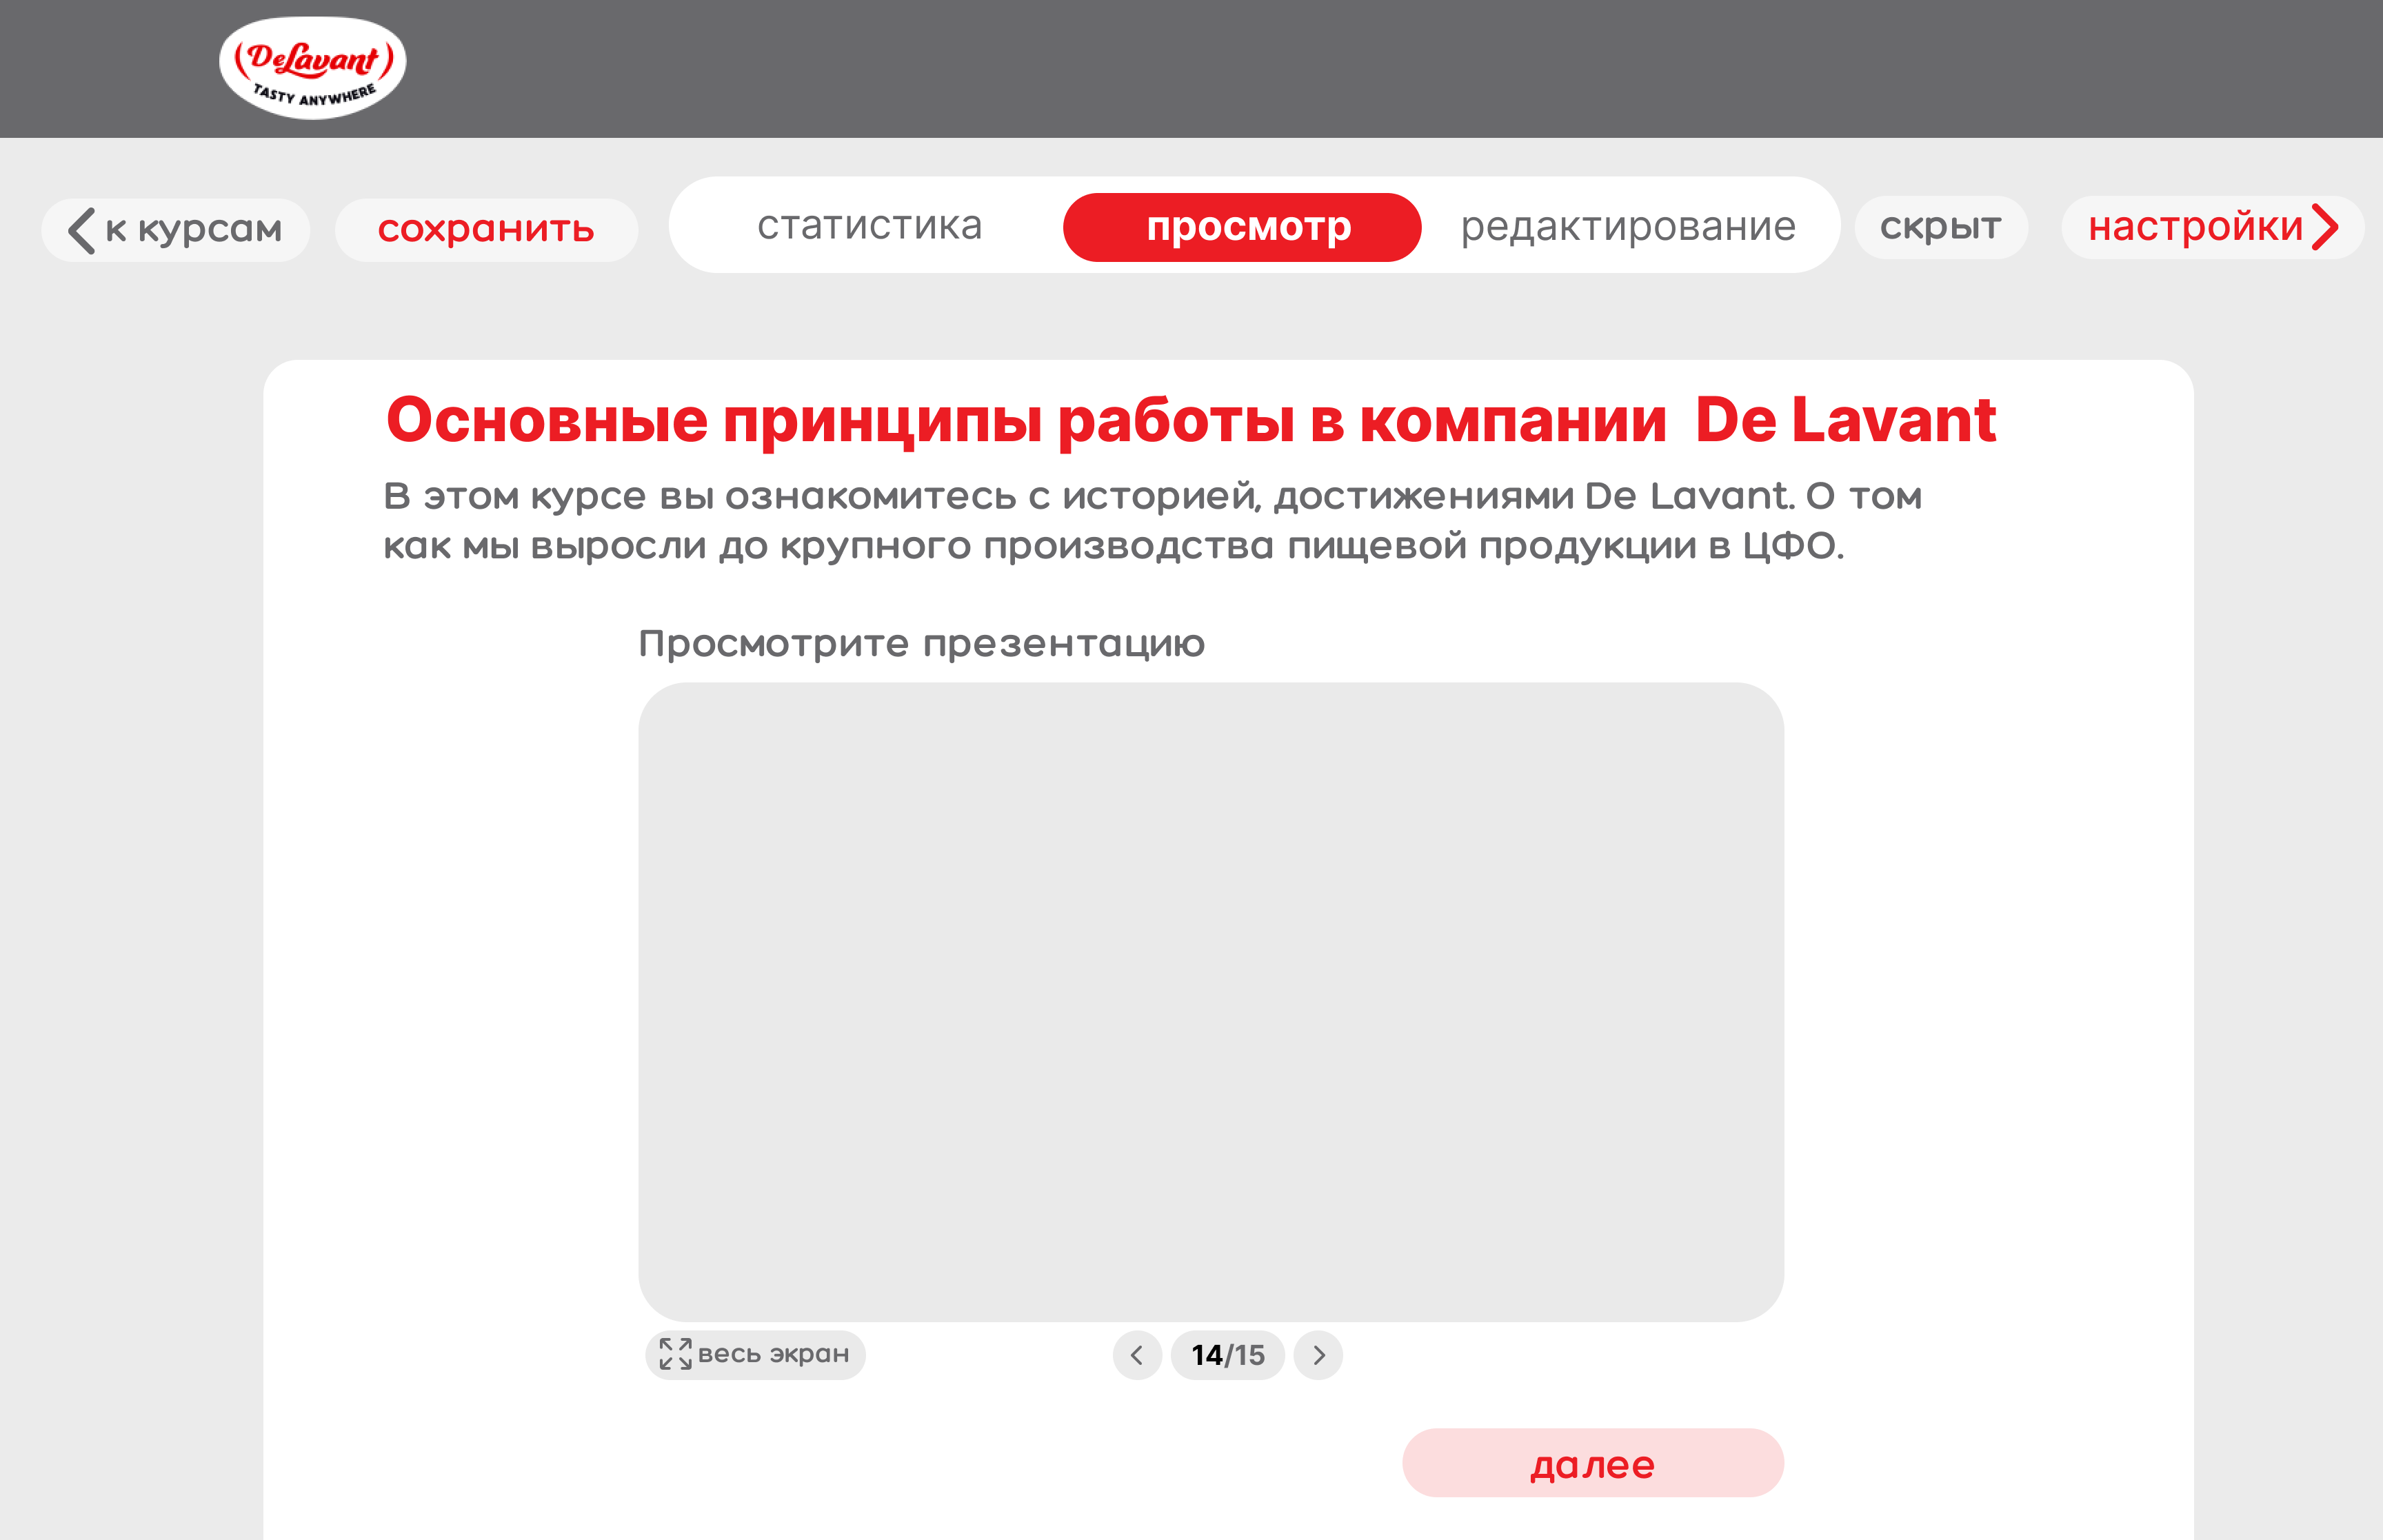 DeLavant
TASTY ANYWHERE
к курсам
сохранить
статистика
просмотр
редактирование
скрыт
настройки
Основные принципы работы в компании De Lavant
В этом курсе вы ознакомитесь с историей, достижениями De Lavant. О том
как мы выросли до крупного производства пищевой продукции в ЦФО.
Просмотрите презентацию
весь экран
14/15
далее